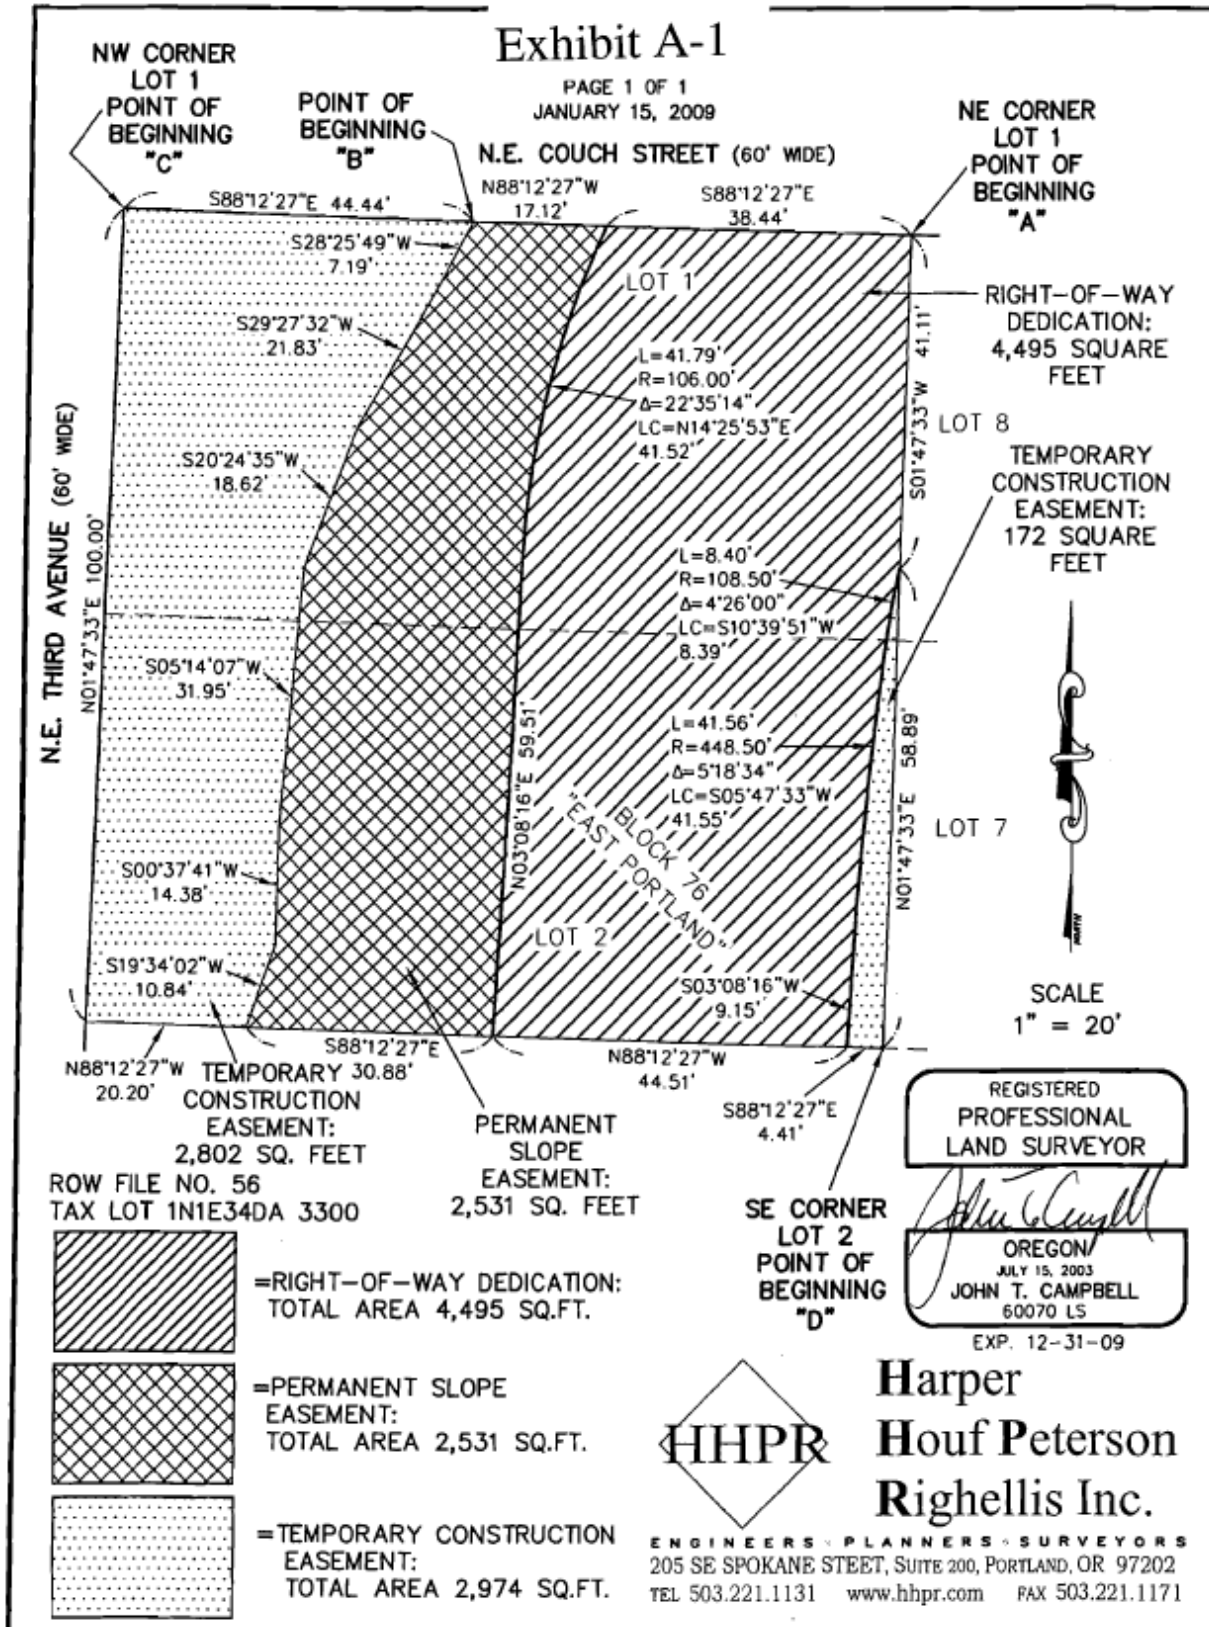 Exhibit A-1
PAGE 1 OF 1
JANUARY 15, 2009
NW CORNER
LOT 1
POINT OF
BEGINNING
"C"
POINT OF
BEGINNING
"B"
N.E. COUCH STREET (60' WIDE)
NE CORNER
LOT 1
POINT OF
BEGINNING
"A"
S88°12'27"E 44.44'
N88°12'27"W
17.12'
S88°12'27"E
38.44'
S28°25'49"W
7.19'
LOT 1
RIGHT-OF-WAY
DEDICATION:
4,495 SQUARE
FEET
S29°27'32"W
21.83'
L=41.79'
R=106.00'
Δ=22°35'14"
LC=N14°25'53"E
41.52'
S01°47'33"W 41.11'
LOT 8
TEMPORARY
CONSTRUCTION
EASEMENT:
172 SQUARE
FEET
S20°24'35"W
18.62'
N.E. THIRD AVENUE (60' WIDE)
N01°47'33"E 100.00'
L=8.40'
R=108.50'
Δ=4°26'00"
LC=S10°39'51"W
8.39'
S05°14'07"W
31.95'
N03°08'16"E 59.51'
L=41.56'
R=448.50'
Δ=5°18'34"
LC=S05°47'33"W
41.55'
N01°47'33"E 58.89'
LOT 7
BLOCK 76
"EAST PORTLAND"
S00°37'41"W
14.38'
LOT 2
NORTH
S19°34'02"W
10.84'
S03°08'16"W
9.15'
SCALE
1" = 20'
N88°12'27"W
20.20'
S88°12'27"E
30.88'
N88°12'27"W
44.51'
S88°12'27"E
4.41'
TEMPORARY
CONSTRUCTION
EASEMENT:
2,802 SQ. FEET
PERMANENT
SLOPE
EASEMENT:
2,531 SQ. FEET
SE CORNER
LOT 2
POINT OF
BEGINNING
"D"
REGISTERED
PROFESSIONAL
LAND SURVEYOR
John T Campbell
OREGON
JULY 15, 2003
JOHN T. CAMPBELL
60070 LS
EXP. 12-31-09
ROW FILE NO. 56
TAX LOT 1N1E34DA 3300
=RIGHT-OF-WAY DEDICATION:
TOTAL AREA 4,495 SQ.FT.
=PERMANENT SLOPE
EASEMENT:
TOTAL AREA 2,531 SQ.FT.
=TEMPORARY CONSTRUCTION
EASEMENT:
TOTAL AREA 2,974 SQ.FT.
HHPR
Harper
Houf Peterson
Righellis Inc.
ENGINEERS · PLANNERS · SURVEYORS
205 SE SPOKANE STEET, SUITE 200, PORTLAND, OR 97202
TEL 503.221.1131 www.hhpr.com FAX 503.221.1171